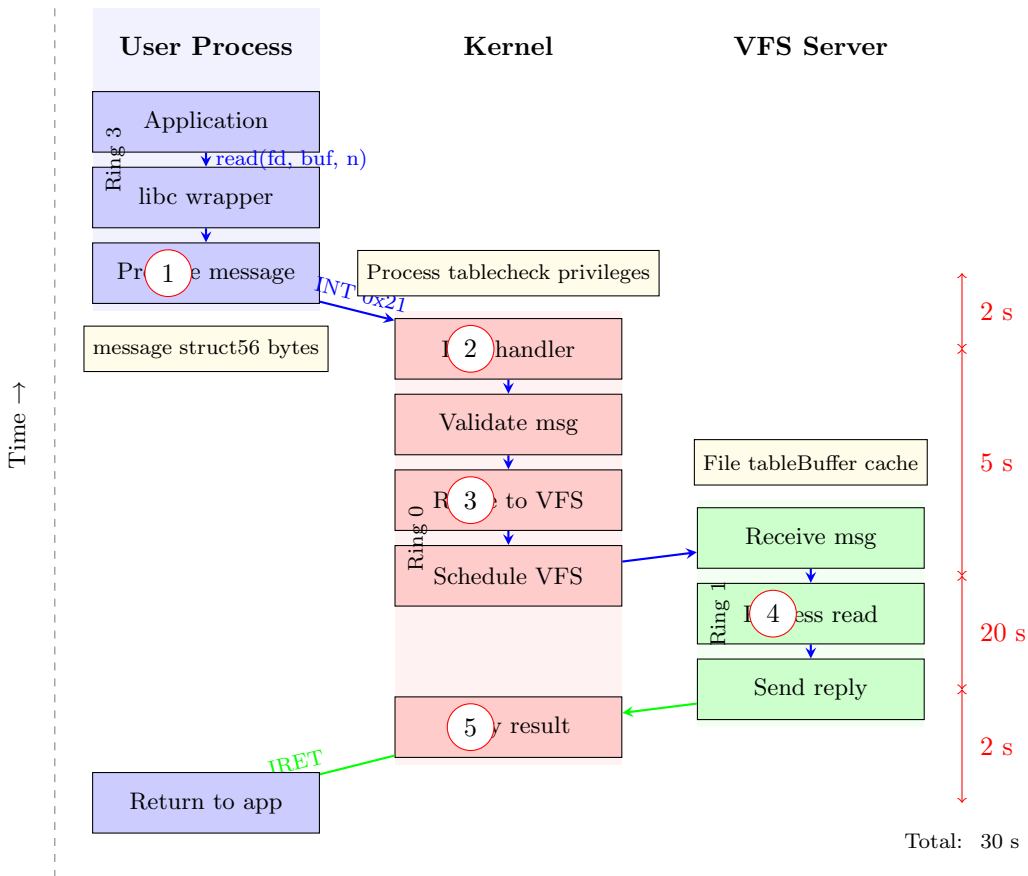 User Process
Kernel
VFS Server
Application
Ring 3
read(fd, buf, n)
libc wrapper
1
message
INT 0x21
Process tablecheck privileges
2 s
message struct56 bytes
2
handler
Time →
Validate msg
File tableBuffer cache
5 s
3
to VFS
Ring 0
Receive msg
Schedule VFS
Ring 1
4
read
20 s
Send reply
5
result
2 s
IRET
Return to app
Total: 30 s